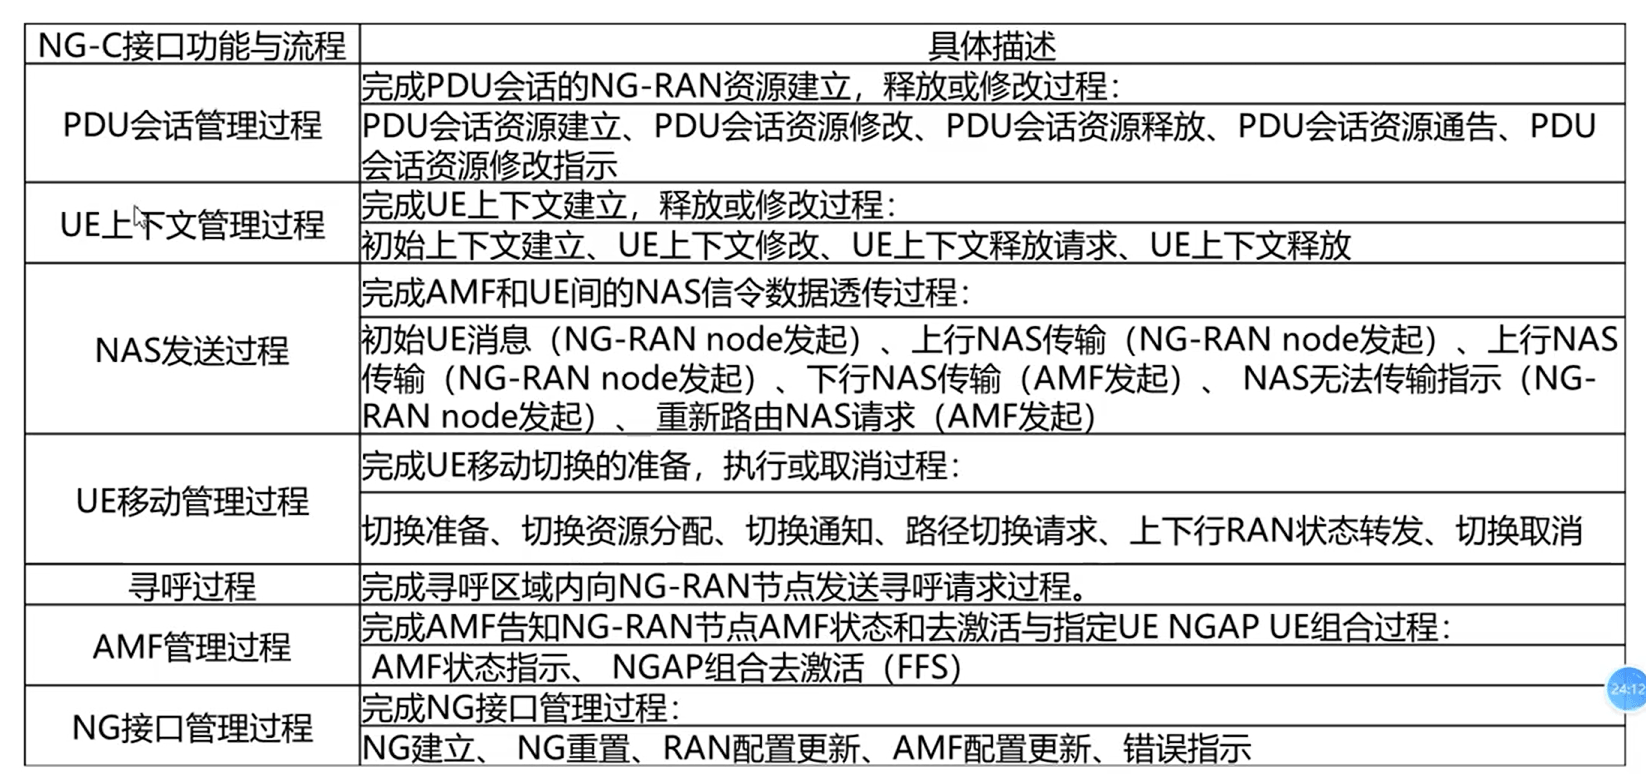 NG-C接口功能与流程
具体描述
PDU会话管理过程
完成PDU会话的NG-RAN资源建立，释放或修改过程：
PDU会话资源建立、PDU会话资源修改、PDU会话资源释放、PDU会话资源通告、PDU
会话资源修改指示
UE上下文管理过程
完成UE上下文建立，释放或修改过程：
初始上下文建立、UE上下文修改、UE上下文释放请求、UE上下文释放
NAS发送过程
完成AMF和UE间的NAS信令数据透传过程：
初始UE消息（NG-RAN node发起）、上行NAS传输（NG-RAN node发起）、上行NAS
传输（NG-RAN node发起）、下行NAS传输（AMF发起）、 NAS无法传输指示（NG-
RAN node发起）、 重新路由NAS请求（AMF发起）
UE移动管理过程
完成UE移动切换的准备，执行或取消过程：
切换准备、切换资源分配、切换通知、路径切换请求、上下行RAN状态转发、切换取消
寻呼过程
完成寻呼区域内向NG-RAN节点发送寻呼请求过程。
AMF管理过程
完成AMF告知NG-RAN节点AMF状态和去激活与指定UE NGAP UE组合过程：
AMF状态指示、 NGAP组合去激活（FFS）
NG接口管理过程
完成NG接口管理过程：
NG建立、 NG重置、RAN配置更新、AMF配置更新、错误指示
24:12